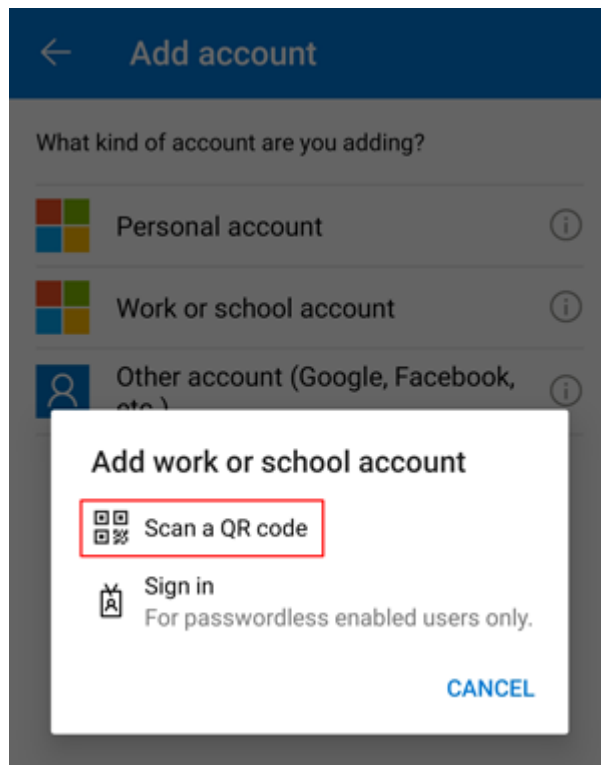 Add account
What kind of account are you adding?
Personal account
Work or school account
Other account (Google, Facebook,
etc.)
Add work or school account
Scan a QR code
Sign in
For passwordless enabled users only.
CANCEL